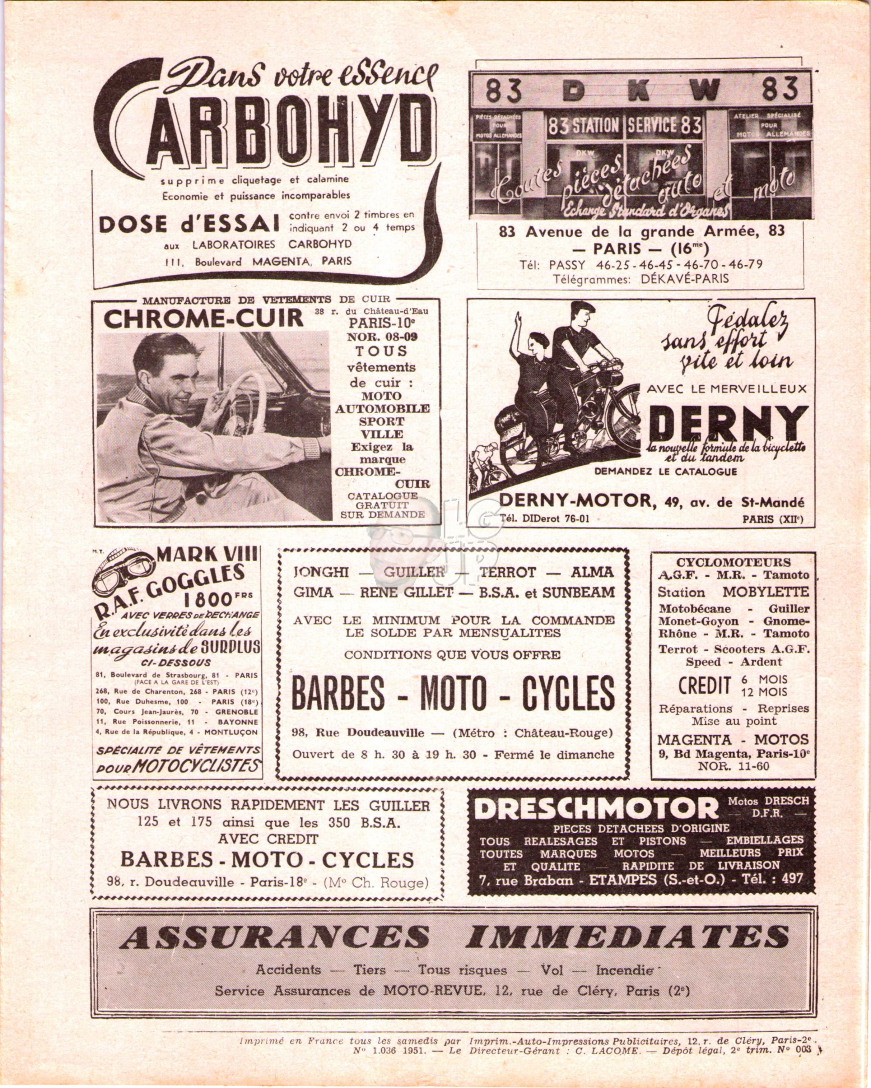 Dans votre essence
CARBOHYD
supprime cliquetage et calamine
Economie et puissance incomparables
DOSE d'ESSAI contre envoi 2 timbres en
indiquant 2 ou 4 temps
aux LABORATOIRES CARBOHYD
111, Boulevard MAGENTA, PARIS
83 DKW 83
PIÈCES DÉTACHÉES
POUR
MOTOS ALLEMANDES
83 STATION SERVICE 83
ATELIER SPÉCIALISÉ
POUR
MOTOS ALLEMANDES
DKW
DKW
Toutes pièces détachées auto et moto
Echange Standard d'Organes
83 Avenue de la grande Armée, 83
— PARIS — (16me)
Tél: PASSY 46-25 - 46-45 - 46-70 - 46-79
Télégrammes: DÉKAVÉ-PARIS
MANUFACTURE DE VETEMENTS DE CUIR
CHROME-CUIR
38 r. du Château-d'Eau
PARIS-10e
NOR. 08-09
TOUS
vêtements
de cuir :
MOTO
AUTOMOBILE
SPORT
VILLE
Exigez la
marque
CHROME-
CUIR
CATALOGUE
GRATUIT
SUR DEMANDE
Pédalez
sans effort
vite et loin
AVEC LE MERVEILLEUX
DERNY
la nouvelle formule de la bicyclette
et du tandem
DEMANDEZ LE CATALOGUE
DERNY-MOTOR, 49, av. de St-Mandé
Tél. DIDerot 76-01 PARIS (XIIe)
M.T.
MARK VIII
R.A.F. GOGGLES
1800 FRS
AVEC VERRES DE RECHANGE
En exclusivité dans les
magasins de SURPLUS
CI-DESSOUS
81, Boulevard de Strasbourg, 81 - PARIS
(FACE A LA GARE DE L'EST)
268, Rue de Charenton, 268 - PARIS (12e)
100, Rue Duhesme, 100 - PARIS (18e)
70, Cours Jean-Jaurès, 70 - GRENOBLE
11, Rue Poissonnerie, 11 - BAYONNE
4, Rue de la République, 4 - MONTLUÇON
SPÉCIALITÉ DE VÊTEMENTS
POUR MOTOCYCLISTES
JONGHI — GUILLER — TERROT — ALMA
GIMA — RENE GILLET — B.S.A. et SUNBEAM
AVEC LE MINIMUM POUR LA COMMANDE
LE SOLDE PAR MENSUALITES
CONDITIONS QUE VOUS OFFRE
BARBES - MOTO - CYCLES
98, Rue Doudeauville — (Métro : Château-Rouge)
Ouvert de 8 h. 30 à 19 h. 30 - Fermé le dimanche
CYCLOMOTEURS
A.G.F. - M.R. - Tamoto
Station MOBYLETTE
Motobécane - Guiller
Monet-Goyon - Gnome-
Rhône - M.R. - Tamoto
Terrot - Scooters A.G.F.
Speed - Ardent
CREDIT 6 MOIS
12 MOIS
Réparations - Reprises
Mise au point
MAGENTA - MOTOS
9, Bd Magenta, Paris-10e
NOR. 11-60
NOUS LIVRONS RAPIDEMENT LES GUILLER
125 et 175 ainsi que les 350 B.S.A.
AVEC CREDIT
BARBES - MOTO - CYCLES
98, r. Doudeauville - Paris-18e - (Mo Ch. Rouge)
DRESCHMOTOR Motos DRESCH
— D.F.R. —
PIECES DETACHEES D'ORIGINE
TOUS REALESAGES ET PISTONS — EMBIELLAGES
TOUTES MARQUES MOTOS — MEILLEURS PRIX
ET QUALITE — RAPIDITE DE LIVRAISON
7, rue Braban - ETAMPES (S.-et-O.) - Tél. : 497
ASSURANCES IMMEDIATES
Accidents — Tiers — Tous risques — Vol — Incendie
Service Assurances de MOTO-REVUE, 12, rue de Cléry, Paris (2e)
Imprimé en France tous les samedis par Imprim.-Auto-Impressions Publicitaires, 12, r. de Cléry, Paris-2e.
No 1.036 1951. — Le Directeur-Gérant : C. LACOME. — Dépôt légal, 2e trim. No 003